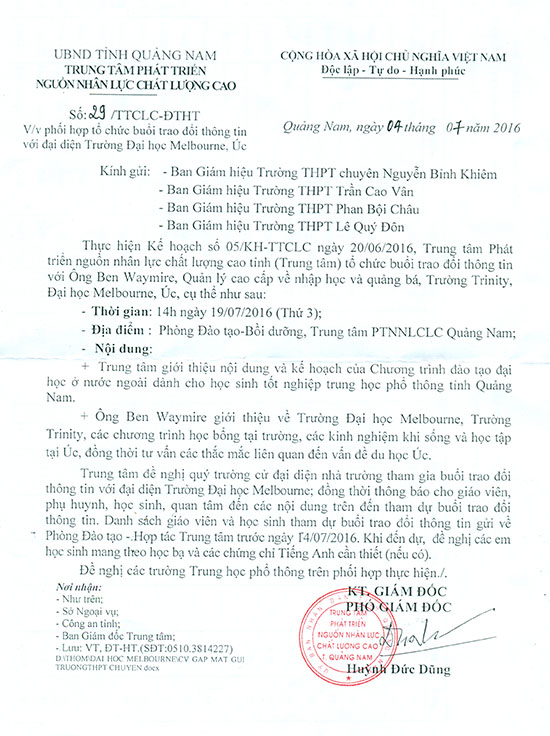 UBND TỈNH QUẢNG NAM
TRUNG TÂM PHÁT TRIỂN
NGUỒN NHÂN LỰC CHẤT LƯỢNG CAO
CỘNG HÒA XÃ HỘI CHỦ NGHĨA VIỆT NAM
Độc lập - Tự do - Hạnh phúc
Số: 29 /TTCLC-ĐTHT
V/v phối hợp tổ chức buổi trao đổi thông tin
với đại diện Trường Đại học Melbourne, Úc
Quảng Nam, ngày 04 tháng 07 năm 2016
Kính gửi: - Ban Giám hiệu Trường THPT chuyên Nguyễn Bỉnh Khiêm
- Ban Giám hiệu Trường THPT Trần Cao Vân
- Ban Giám hiệu Trường THPT Phan Bội Châu
- Ban Giám hiệu Trường THPT Lê Quý Đôn
Thực hiện Kế hoạch số 05/KH-TTCLC ngày 20/06/2016, Trung tâm Phát
triển nguồn nhân lực chất lượng cao tỉnh (Trung tâm) tổ chức buổi trao đổi thông tin
với Ông Ben Waymire, Quản lý cao cấp về nhập học và quảng bá, Trường Trinity,
Đại học Melbourne, Úc, cụ thể như sau:
- Thời gian: 14h ngày 19/07/2016 (Thứ 3);
- Địa điểm : Phòng Đào tạo-Bồi dưỡng, Trung tâm PTNNLCLC Quảng Nam;
- Nội dung:
+ Trung tâm giới thiệu nội dung và kế hoạch của Chương trình đào tạo đại
học ở nước ngoài dành cho học sinh tốt nghiệp trung học phổ thông tỉnh Quảng
Nam.
+ Ông Ben Waymire giới thiệu về Trường Đại học Melbourne, Trường
Trinity, các chương trình học bổng tại trường, các kinh nghiệm khi sống và học tập
tại Úc, đồng thời tư vấn các thắc mắc liên quan đến vấn đề du học Úc.
Trung tâm đề nghị quý trường cử đại diện nhà trường tham gia buổi trao đổi
thông tin với đại diện Trường Đại học Melbourne; đồng thời thông báo cho giáo viên,
phụ huynh, học sinh, quan tâm đến các nội dung trên đến tham dự buổi trao đổi
thông tin. Danh sách giáo viên và học sinh tham dự buổi trao đổi thông tin gửi về
Phòng Đào tạo - Hợp tác Trung tâm trước ngày 14/07/2016. Khi đến dự, đề nghị các em
học sinh mang theo học bạ và các chứng chỉ Tiếng Anh cần thiết (nếu có).
Đề nghị các trường Trung học phổ thông trên phối hợp thực hiện./.
Nơi nhận:
- Như trên;
- Sở Ngoại vụ;
- Công an tỉnh;
- Ban Giám đốc Trung tâm;
- Lưu: VT, ĐT-HT.(SĐT:0510.3814227)
D:\THOM\DAI HOC MELBOURNE\CV GAP MAT GUI
TRUONGTHPT CHUYEN.docx
KT. GIÁM ĐỐC
PHÓ GIÁM ĐỐC
TRUNG TÂM
PHÁT TRIỂN
NGUỒN NHÂN LỰC
CHẤT LƯỢNG CAO
T. QUẢNG NAM
Huỳnh Đức Dũng